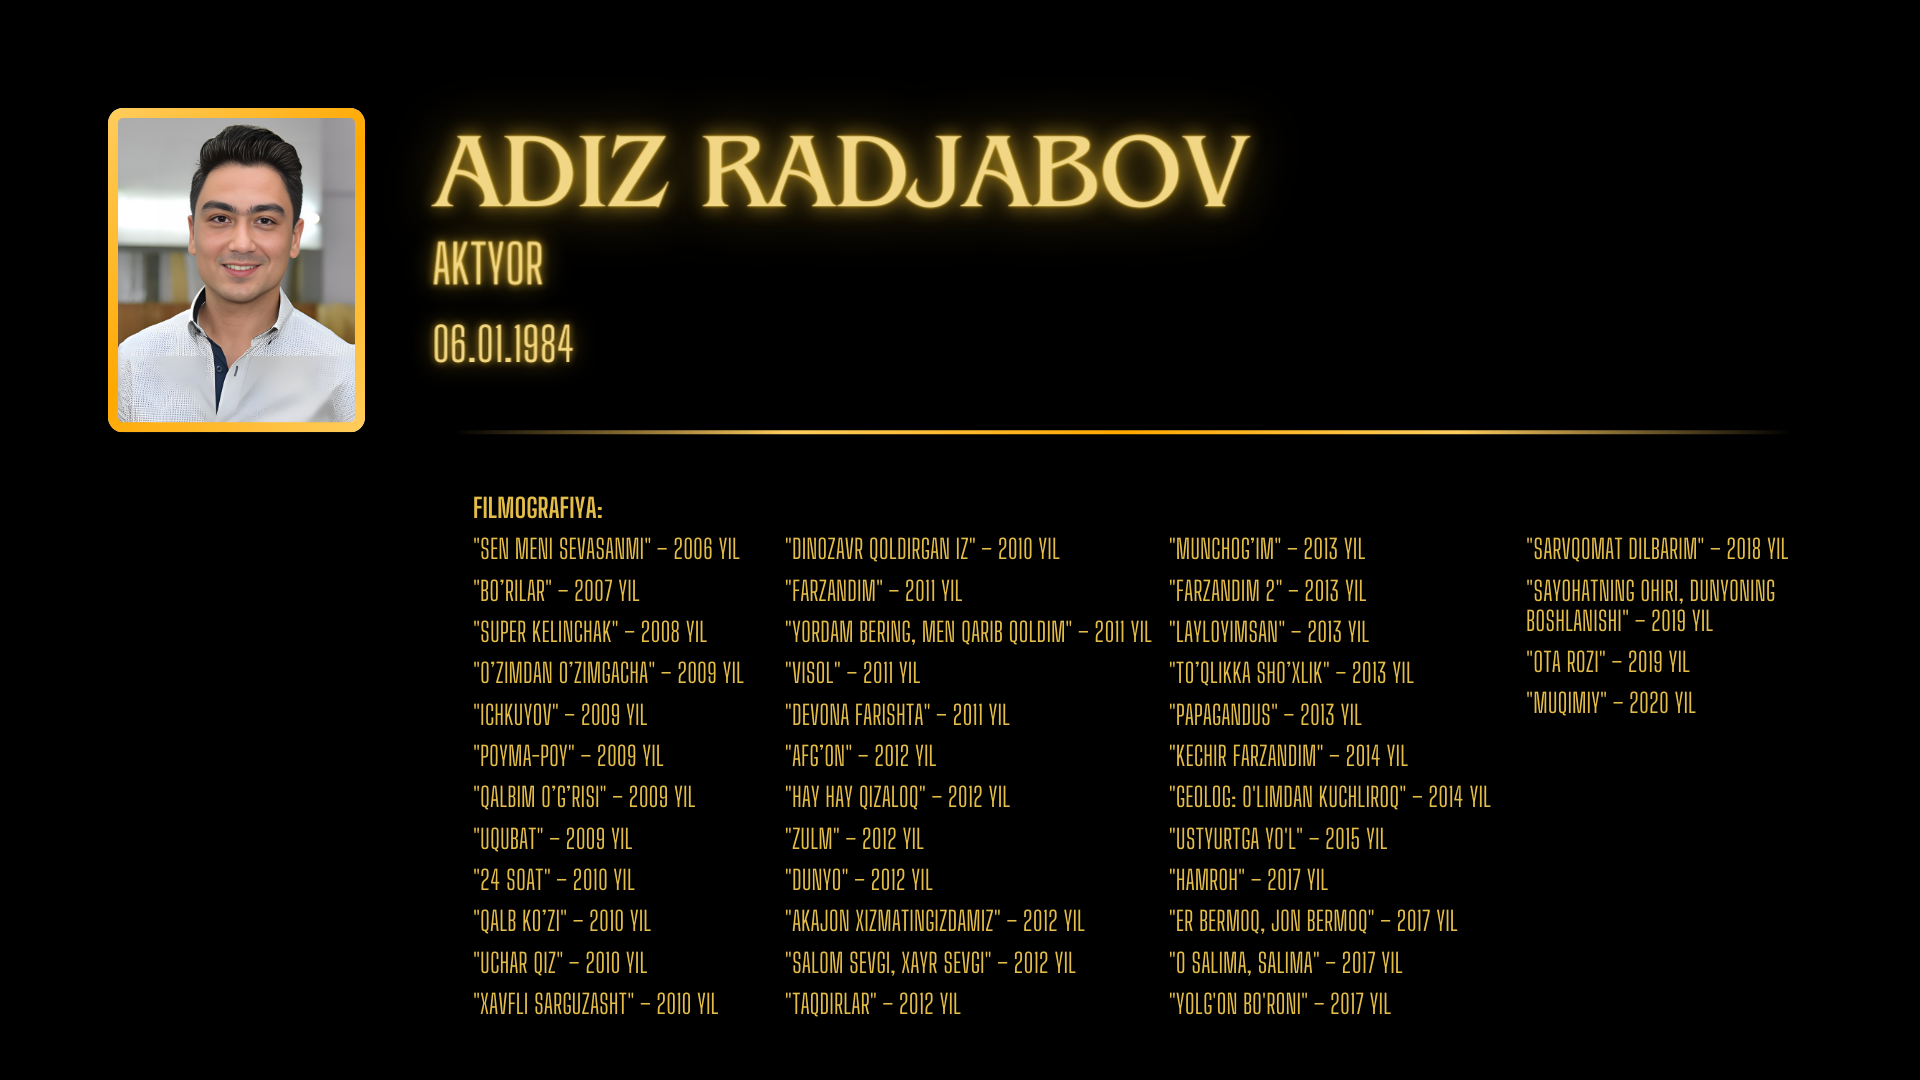 ADIZ RADJABOV
AKTYOR
06.01.1984
FILMOGRAFIYA:
"SEN MENI SEVASANMI" – 2006 YIL
"BO’RILAR" – 2007 YIL
"SUPER KELINCHAK" – 2008 YIL
"O’ZIMDAN O’ZIMGACHA" – 2009 YIL
"ICHKUYOV" – 2009 YIL
"POYMA-POY" – 2009 YIL
"QALBIM O’G’RISI" – 2009 YIL
"UQUBAT" – 2009 YIL
"24 SOAT" – 2010 YIL
"QALB KO’ZI" – 2010 YIL
"UCHAR QIZ" – 2010 YIL
"XAVFLI SARGUZASHT" – 2010 YIL
"DINOZAVR QOLDIRGAN IZ" – 2010 YIL
"FARZANDIM" – 2011 YIL
"YORDAM BERING, MEN QARIB QOLDIM" – 2011 YIL
"VISOL" – 2011 YIL
"DEVONA FARISHTA" – 2011 YIL
"AFG’ON" – 2012 YIL
"HAY HAY QIZALOQ" – 2012 YIL
"ZULM" – 2012 YIL
"DUNYO" – 2012 YIL
"AKAJON XIZMATINGIZDAMIZ" – 2012 YIL
"SALOM SEVGI, XAYR SEVGI" – 2012 YIL
"TAQDIRLAR" – 2012 YIL
"MUNCHOG’IM" – 2013 YIL
"FARZANDIM 2" – 2013 YIL
"LAYLOYIMSAN" – 2013 YIL
"TO’QLIKKA SHO’XLIK" – 2013 YIL
"PAPAGANDUS" – 2013 YIL
"KECHIR FARZANDIM" – 2014 YIL
"GEOLOG: O'LIMDAN KUCHLIROQ" – 2014 YIL
"USTYURTGA YO'L" – 2015 YIL
"HAMROH" – 2017 YIL
"ER BERMOQ, JON BERMOQ" – 2017 YIL
"O SALIMA, SALIMA" – 2017 YIL
"YOLG'ON BO'RONI" – 2017 YIL
"SARVQOMAT DILBARIM" – 2018 YIL
"SAYOHATNING OHIRI, DUNYONING
BOSHLANISHI" – 2019 YIL
"OTA ROZI" – 2019 YIL
"MUQIMIY" – 2020 YIL